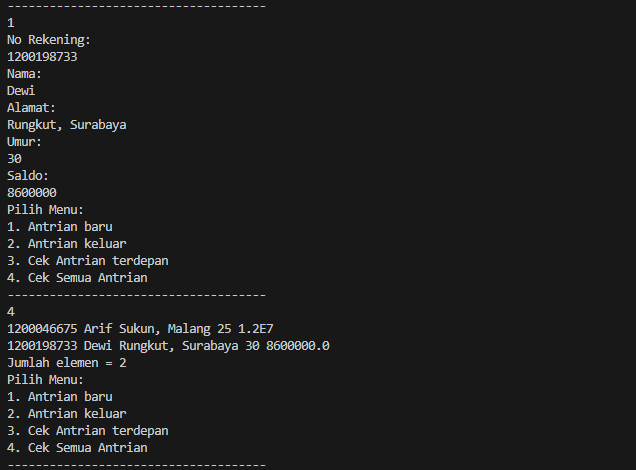 -------------------------------------
1
No Rekening:
1200198733
Nama:
Dewi
Alamat:
Rungkut, Surabaya
Umur:
30
Saldo:
8600000
Pilih Menu:
1. Antrian baru
2. Antrian keluar
3. Cek Antrian terdepan
4. Cek Semua Antrian
-------------------------------------
4
1200046675 Arif Sukun, Malang 25 1.2E7
1200198733 Dewi Rungkut, Surabaya 30 8600000.0
Jumlah elemen = 2
Pilih Menu:
1. Antrian baru
2. Antrian keluar
3. Cek Antrian terdepan
4. Cek Semua Antrian
-------------------------------------